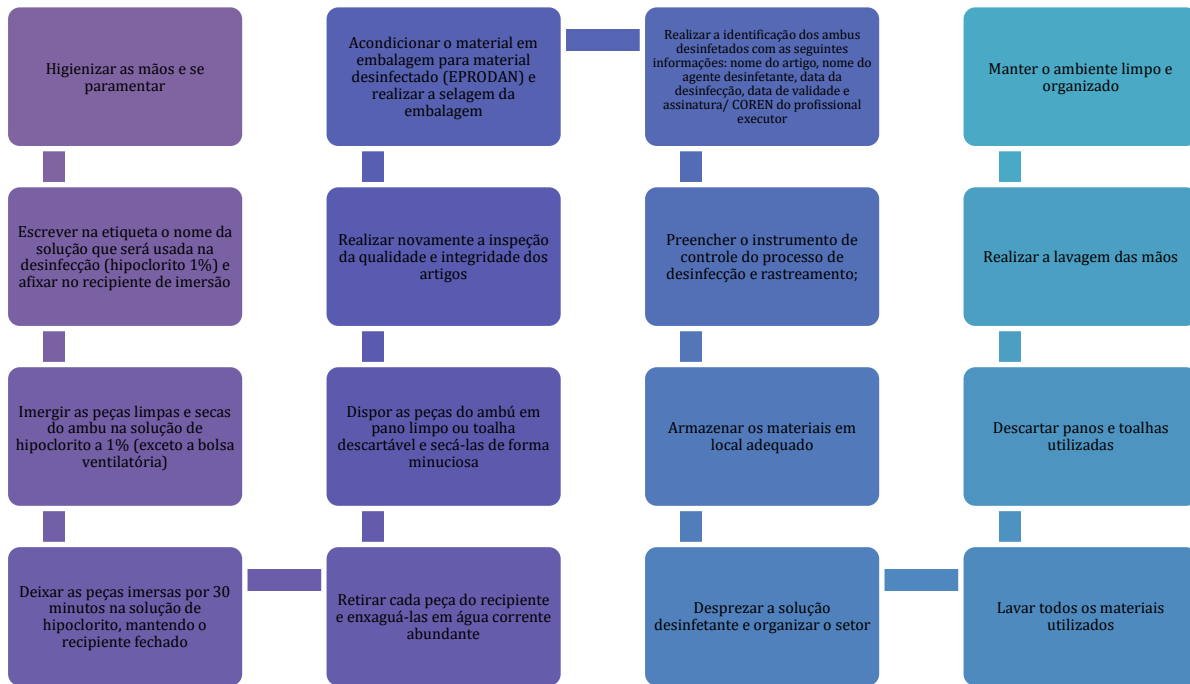 Higienizar as mãos e se
paramentar
Escrever na etiqueta o nome da
solução que será usada na
desinfecção (hipoclorito 1%) e
afixar no recipiente de imersão
Imergir as peças limpas e secas
do ambu na solução de
hipoclorito a 1% (exceto a bolsa
ventilatória)
Deixar as peças imersas por 30
minutos na solução de
hipoclorito, mantendo o
recipiente fechado
Retirar cada peça do recipiente
e enxaguá-las em água corrente
abundante
Dispor as peças do ambú em
pano limpo ou toalha
descartável e secá-las de forma
minuciosa
Realizar novamente a inspeção
da qualidade e integridade dos
artigos
Acondicionar o material em
embalagem para material
desinfectado (EPRODAN) e
realizar a selagem da
embalagem
Realizar a identificação dos ambus
desinfetados com as seguintes
informações: nome do artigo, nome do
agente desinfetante, data da
desinfecção, data de validade e
assinatura/ COREN do profissional
executor
Preencher o instrumento de
controle do processo de
desinfecção e rastreamento;
Armazenar os materiais em
local adequado
Desprezar a solução
desinfetante e organizar o setor
Lavar todos os materiais
utilizados
Descartar panos e toalhas
utilizadas
Realizar a lavagem das mãos
Manter o ambiente limpo e
organizado